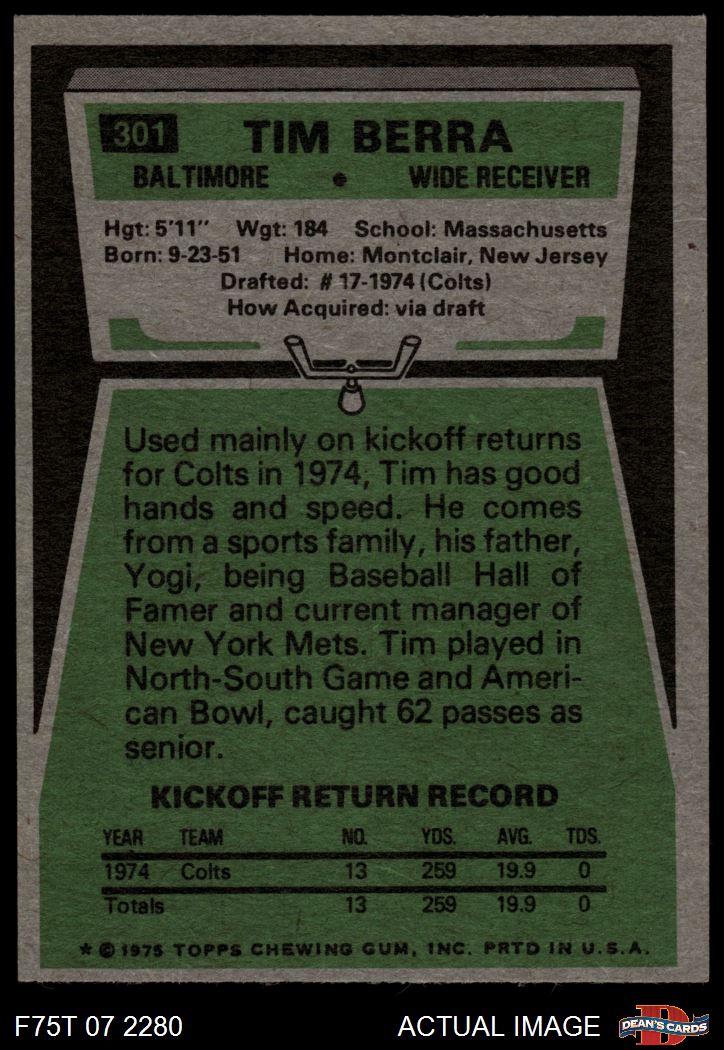 301 TIM BERRA
BALTIMORE • WIDE RECEIVER
Hgt: 5'11" Wgt: 184 School: Massachusetts
Born: 9-23-51 Home: Montclair, New Jersey
Drafted: # 17-1974 (Colts)
How Acquired: via draft
Used mainly on kickoff returns
for Colts in 1974, Tim has good
hands and speed. He comes
from a sports family, his father,
Yogi, being Baseball Hall of
Famer and current manager of
New York Mets. Tim played in
North-South Game and Ameri-
can Bowl, caught 62 passes as
senior.
KICKOFF RETURN RECORD
YEAR TEAM NO. YDS. AVG. TDS.
1974 Colts 13 259 19.9 0
Totals 13 259 19.9 0
* © 1975 TOPPS CHEWING GUM, INC. PRTD IN U.S.A.
F75T 07 2280 ACTUAL IMAGE D DEAN'S CARDS